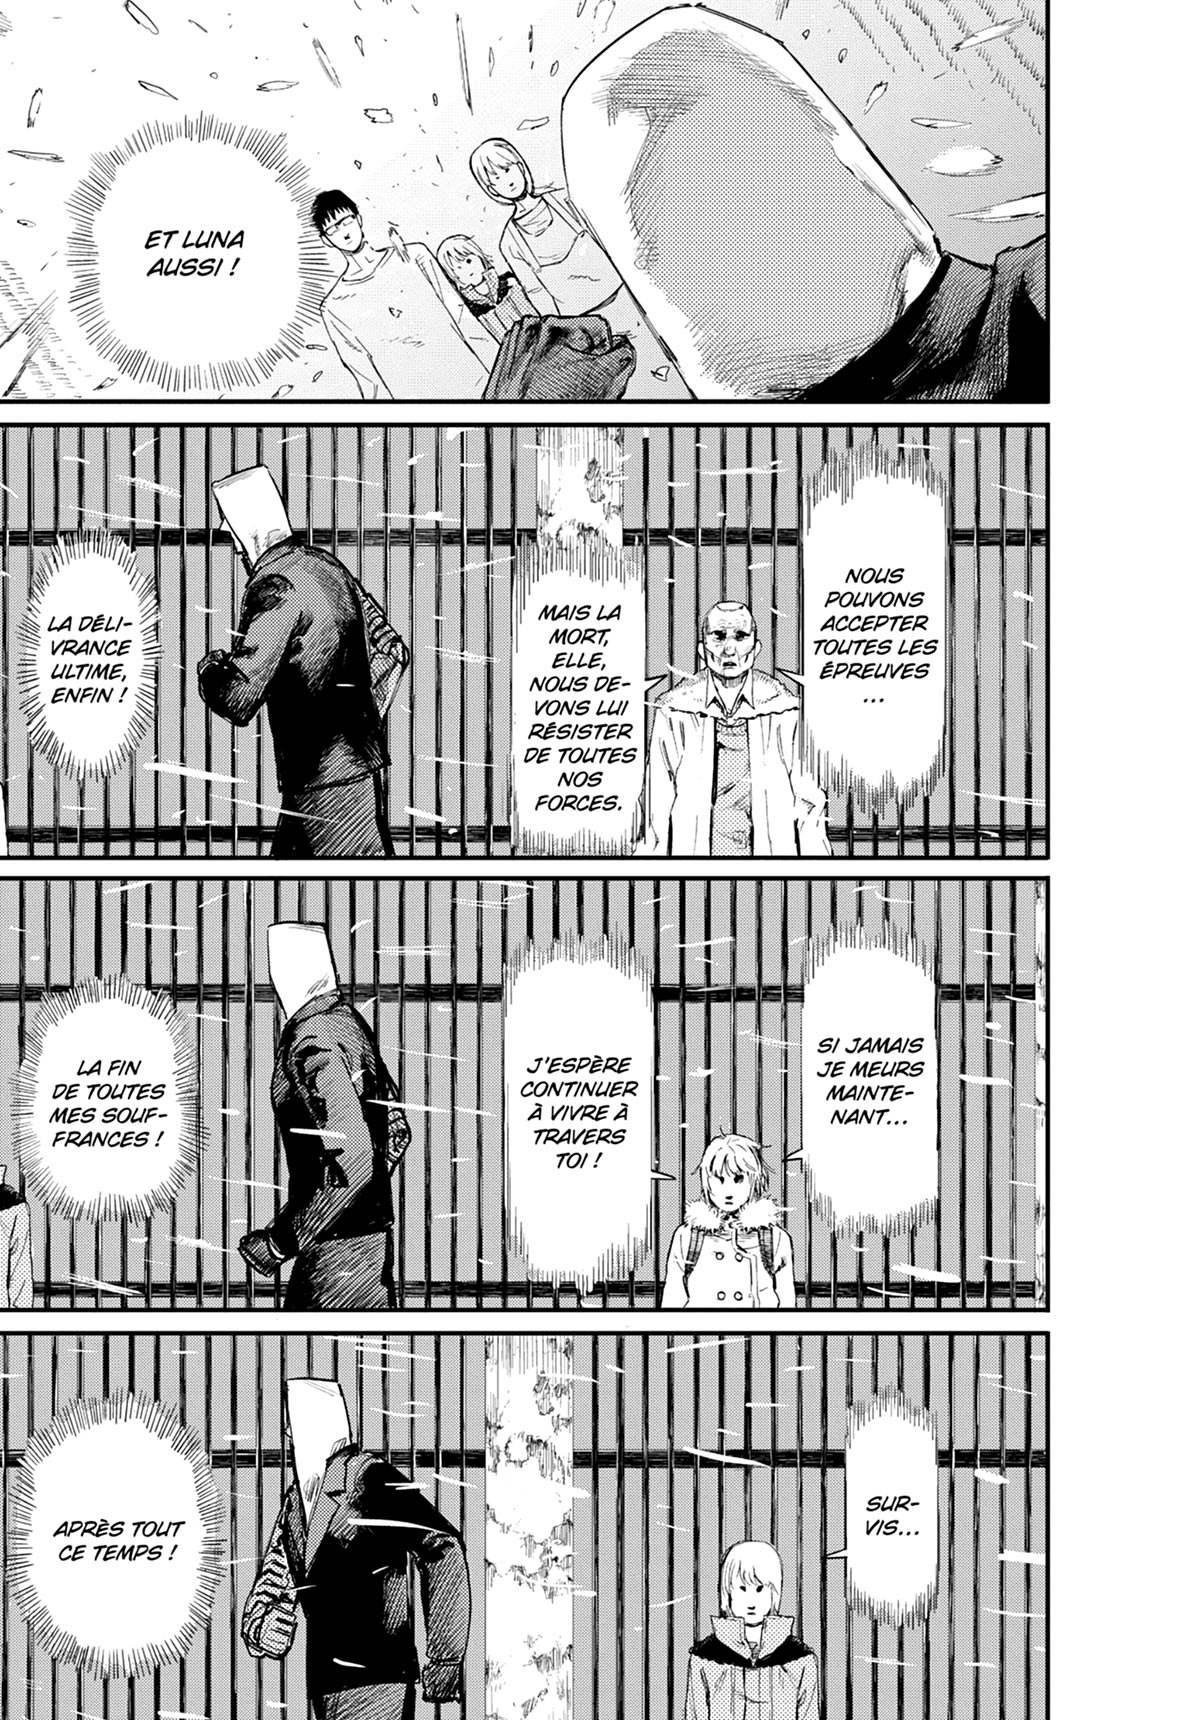 ET LUNA
AUSSI !
NOUS
POUVONS
ACCEPTER
TOUTES LES
ÉPREUVES
...
MAIS LA
MORT,
ELLE,
NOUS DE-
VONS LUI
RÉSISTER
DE TOUTES
NOS
FORCES.
LA DÉLI-
VRANCE
ULTIME,
ENFIN !
SI JAMAIS
JE MEURS
MAINTE-
NANT...
J'ESPÈRE
CONTINUER
À VIVRE À
TRAVERS
TOI !
LA FIN
DE TOUTES
MES SOUF-
FRANCES !
SUR-
VIS...
APRÈS TOUT
CE TEMPS !